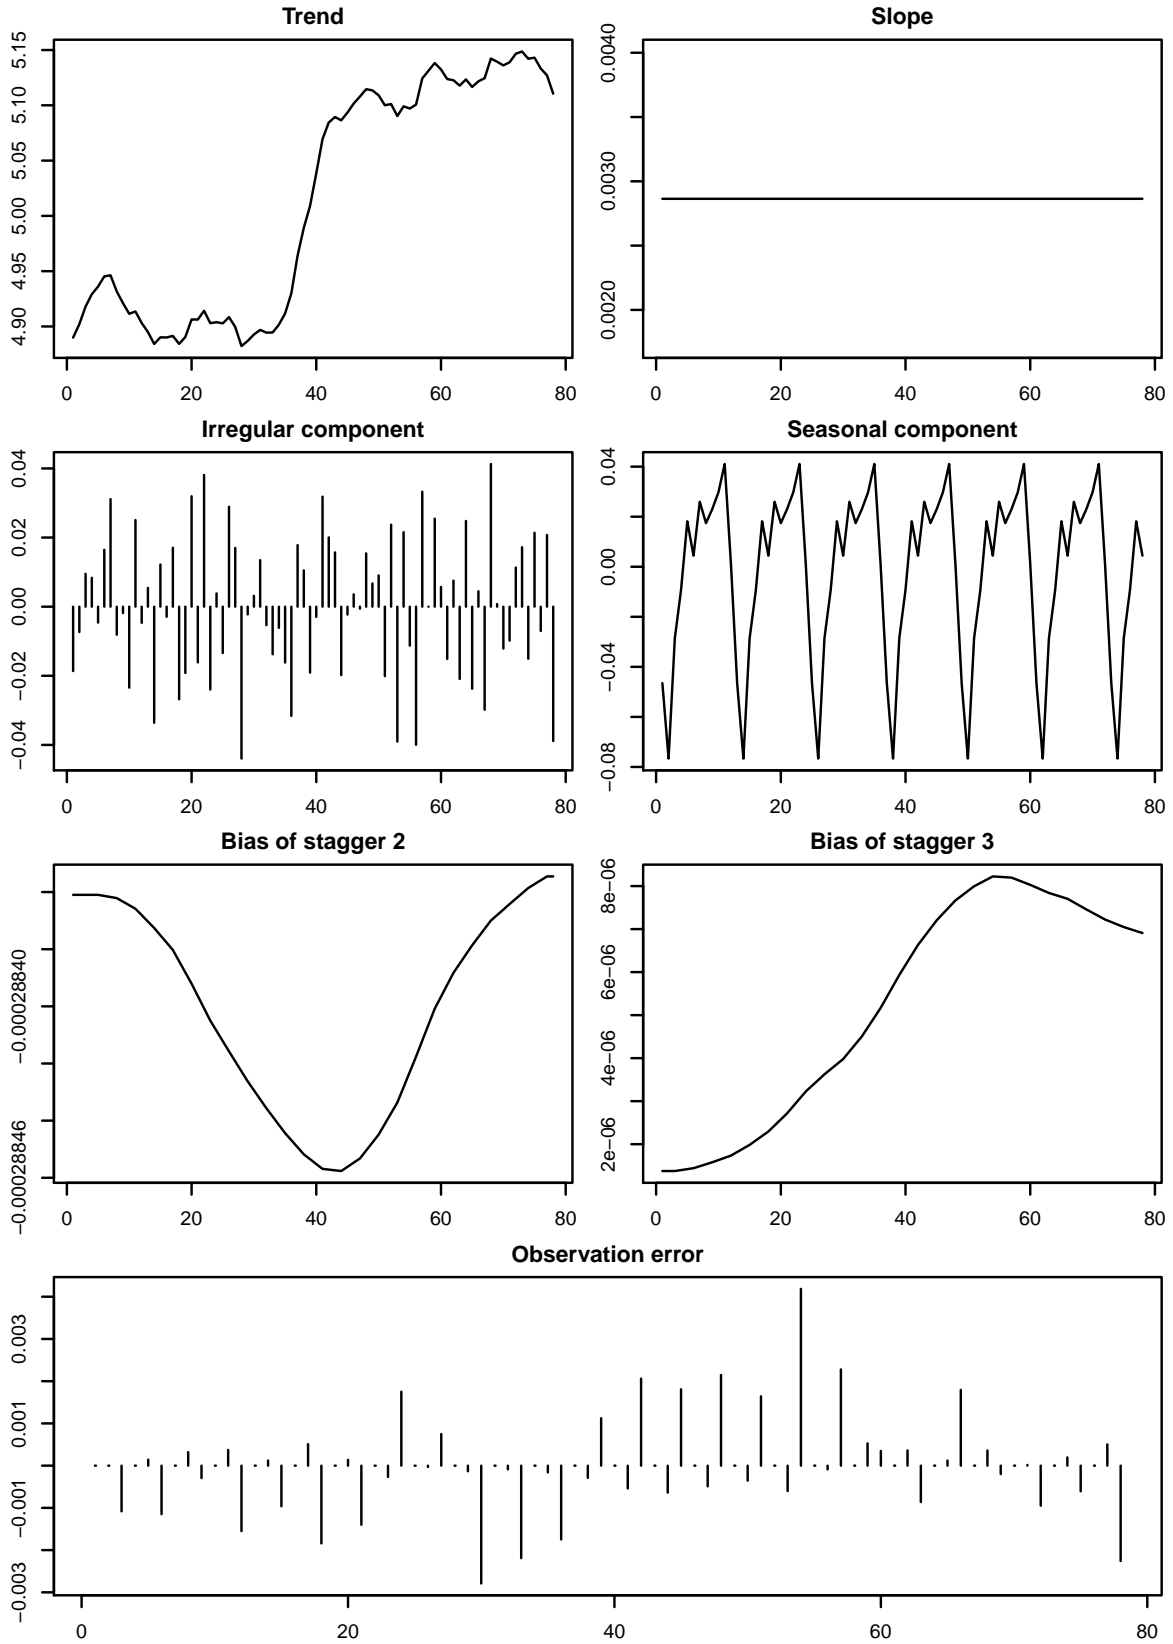 Trend
Slope
5.15
5.10
5.05
5.00
4.95
4.90
0 20 40 60 80
0.0040
0.0030
0.0020
0 20 40 60 80
Irregular component
Seasonal component
0.04
0.02
0.00
−0.02
−0.04
0 20 40 60 80
0.04
0.00
−0.04
−0.08
0 20 40 60 80
Bias of stagger 2
Bias of stagger 3
−0.00028840
−0.00028846
0 20 40 60 80
8e−06
6e−06
4e−06
2e−06
0 20 40 60 80
Observation error
0.003
0.001
−0.001
−0.003
0 20 40 60 80